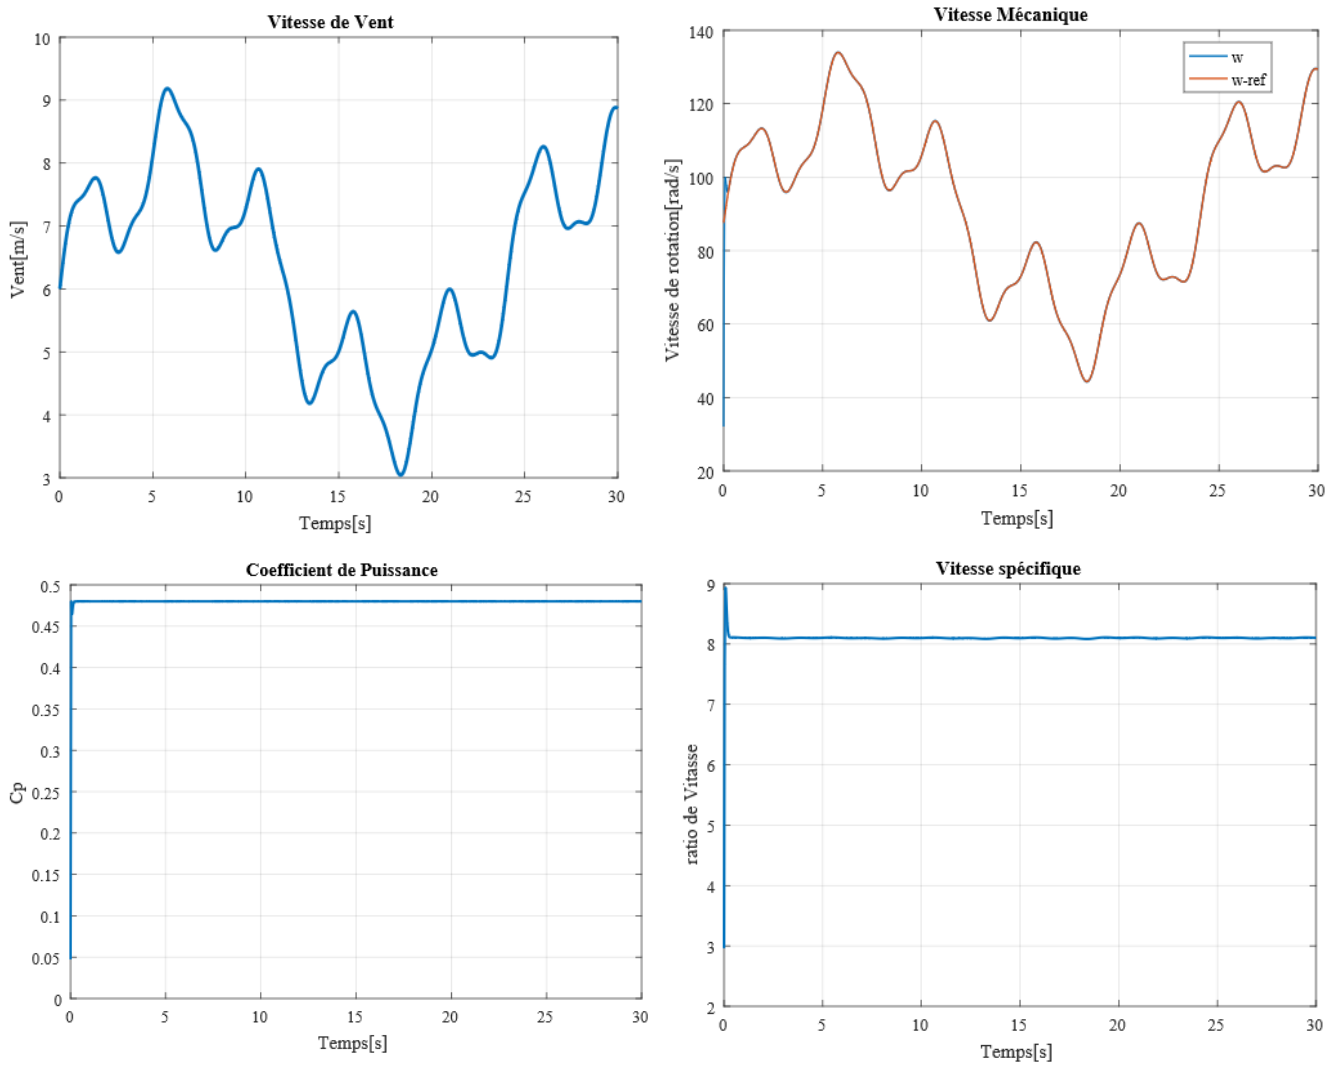 Vitesse de Vent
10
9
8
7
6
5
4
3
0 5 10 15 20 25 30
Vent[m/s]
Temps[s]
Vitesse Mécanique
140
120
100
80
60
40
20
0 5 10 15 20 25 30
Vitesse de rotation[rad/s]
Temps[s]
w
w-ref
Coefficient de Puissance
0.5
0.45
0.4
0.35
0.3
0.25
0.2
0.15
0.1
0.05
0
0 5 10 15 20 25 30
Cp
Temps[s]
Vitesse spécifique
9
8
7
6
5
4
3
2
0 5 10 15 20 25 30
ratio de Vitasse
Temps[s]